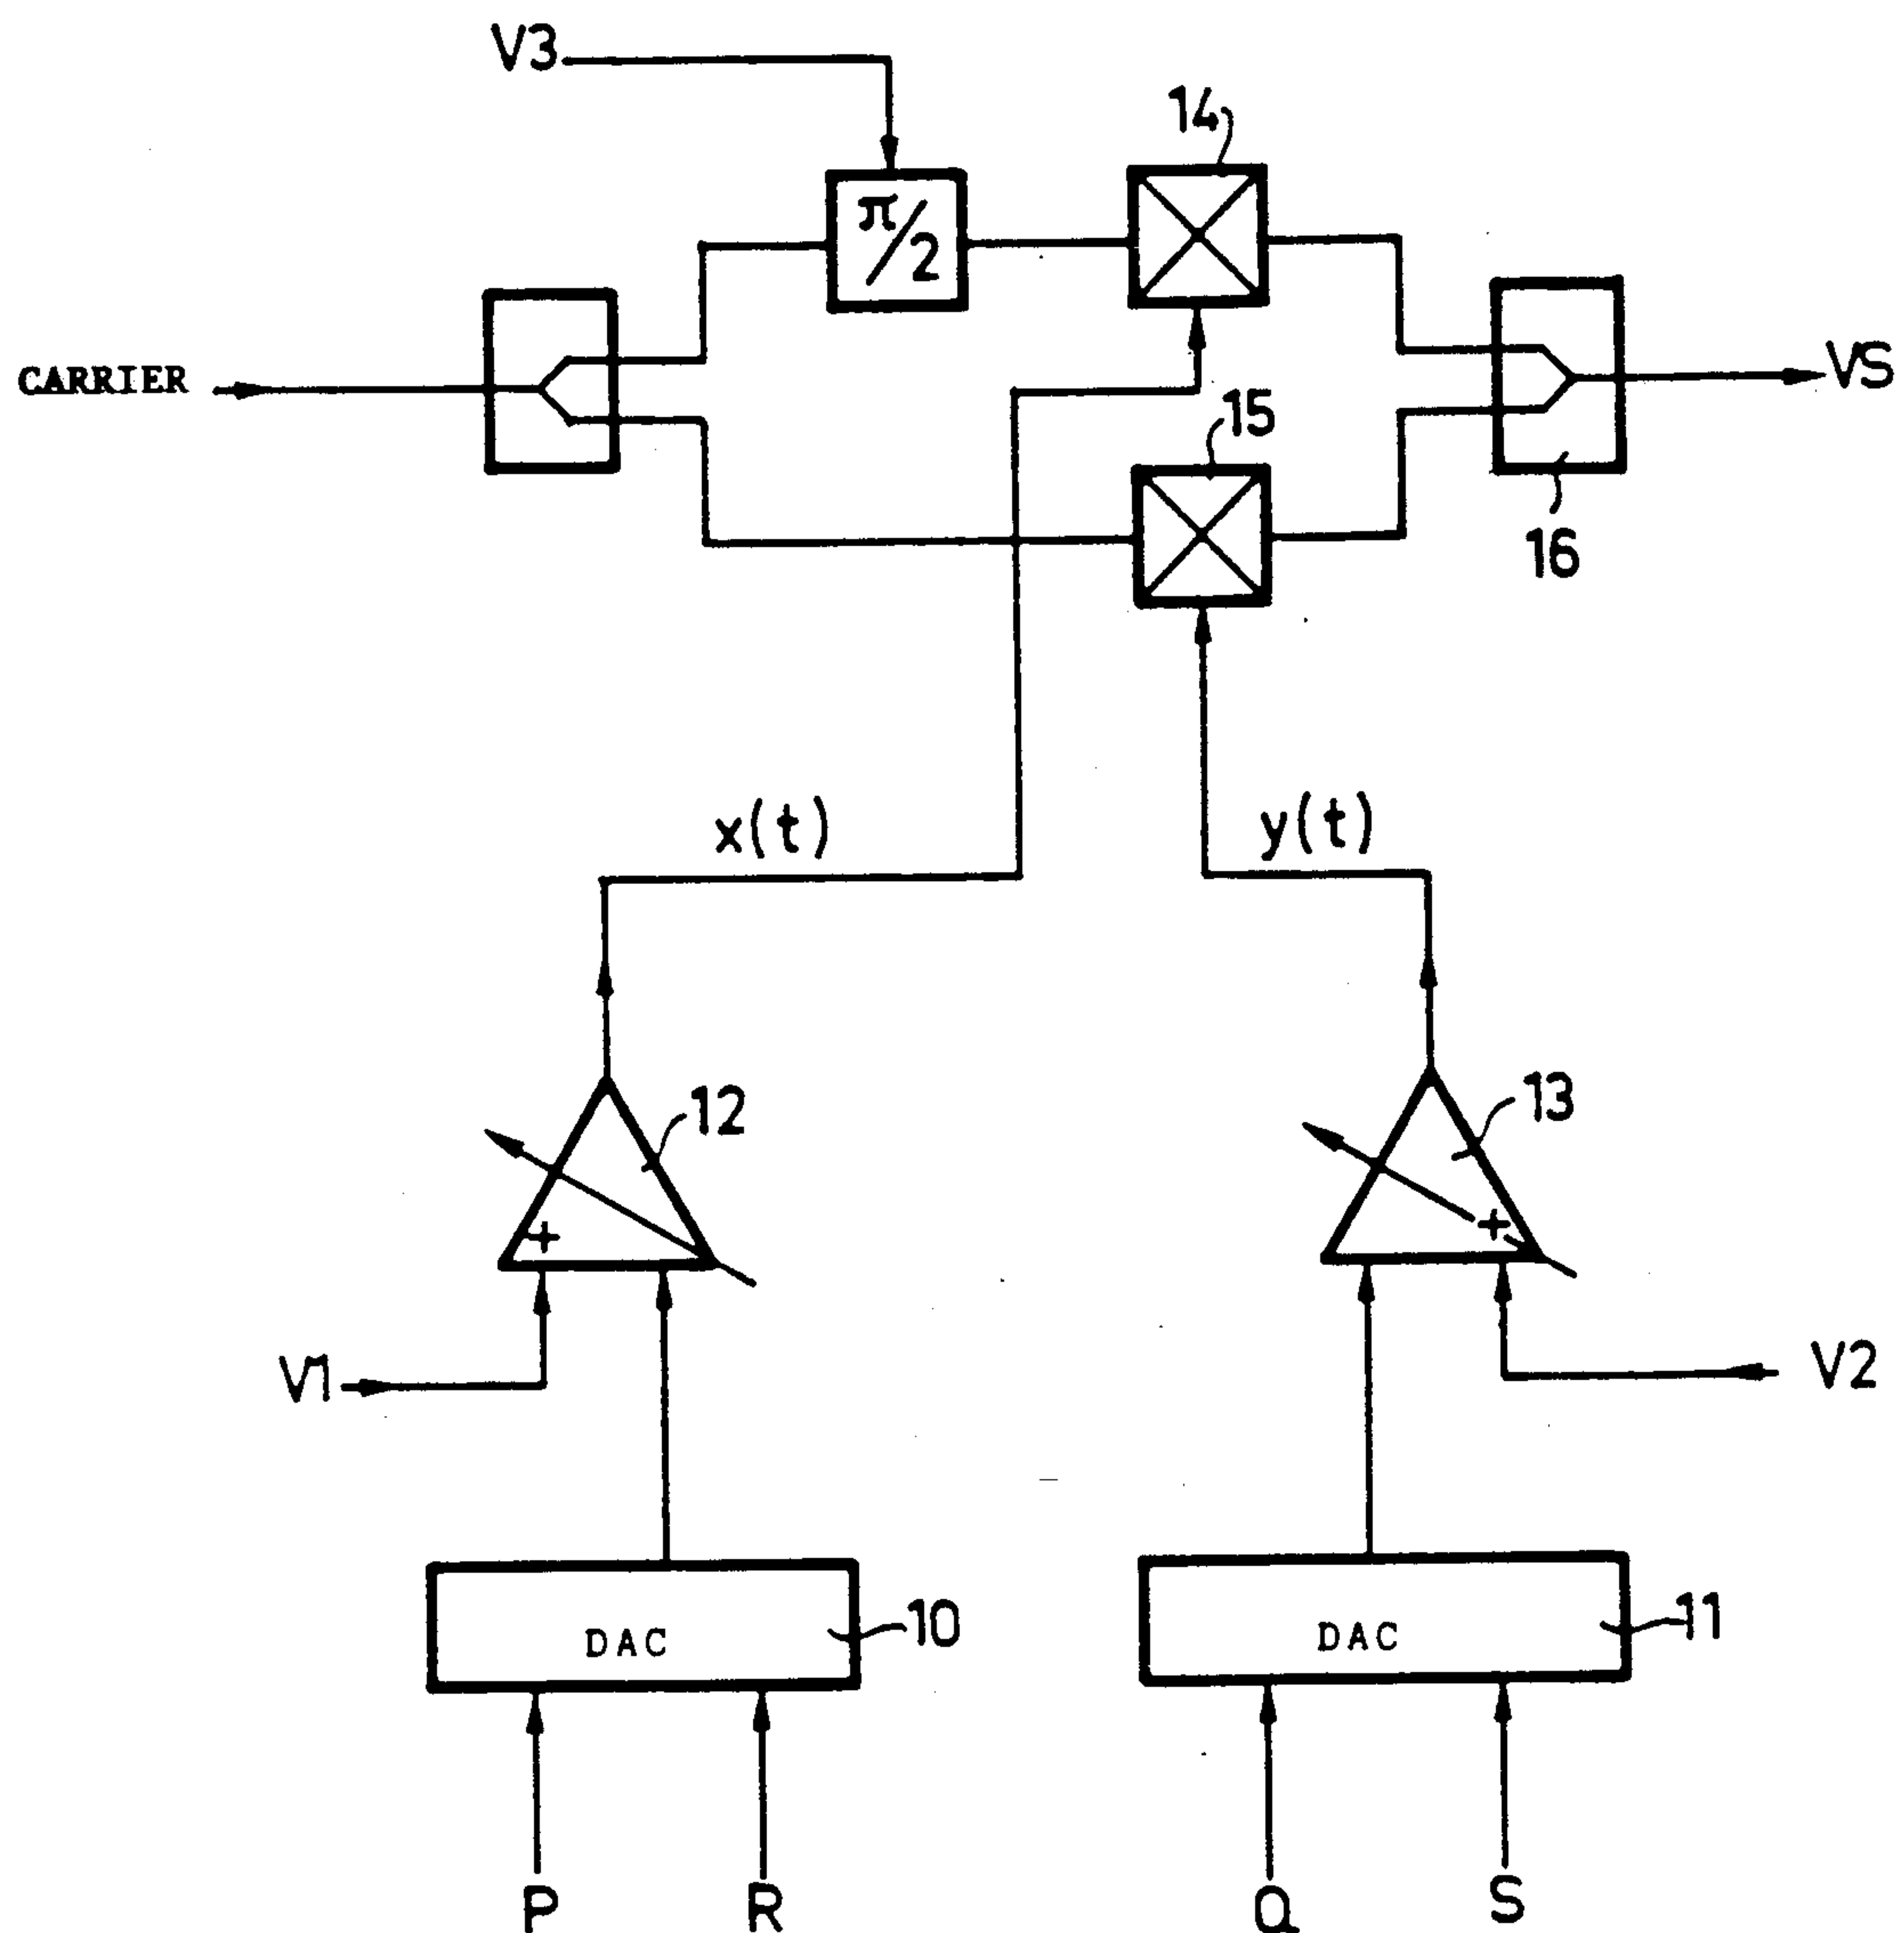 V3
14
π/2
CARRIER
VS
15
16
x(t)
y(t)
12
13
+
+
V1
V2
DAC
10
DAC
11
P
R
Q
S